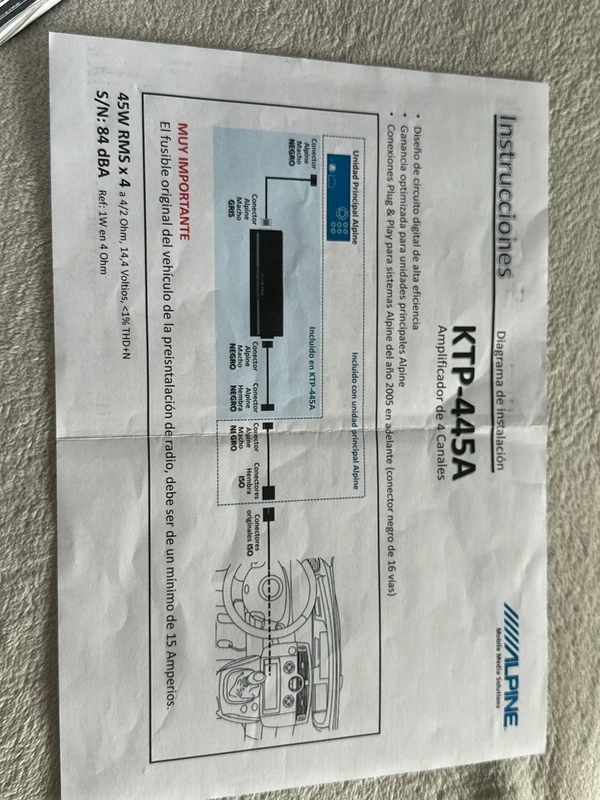 Instrucciones
Diagrama de instalación
ALPINE
Mobile Media Solutions
KTP-445A
Amplificador de 4 Canales
• Diseño de circuito digital de alta eficiencia
• Ganancia optimizada para unidades principales Alpine
• Conexiones Plug & Play para sistemas Alpine del año 2005 en adelante (conector negro de 16 vías)
Unidad Principal Alpine
Incluido con unidad principal Alpine
Incluido en KTP-445A
Conector
Alpine
Macho
NEGRO
Conector
Alpine
Macho
GRIS
Conector
Alpine
Macho
NEGRO
Conector
Alpine
Hembra
NEGRO
Conector
Alpine
Macho
NEGRO
Conectores
Hembra
ISO
Conectores
originales ISO
MUY IMPORTANTE
El fusible original del vehículo de la preisntalación de radio, debe ser de un mínimo de 15 Amperios.
45W RMS x 4 a 4/2 Ohm, 14,4 Voltios, <1% THD+N
S/N: 84 dBA Ref: 1W en 4 Ohm